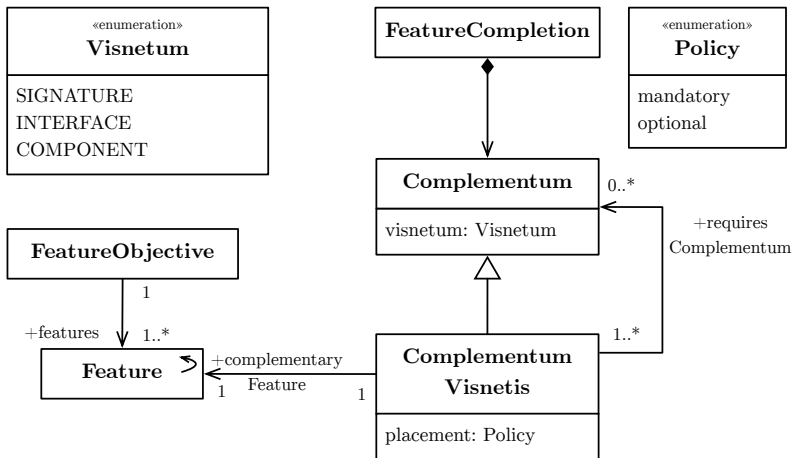 «enumeration»
Visnetum
SIGNATURE
INTERFACE
COMPONENT
FeatureCompletion
«enumeration»
Policy
mandatory
optional
Complementum
visnetum: Visnetum
0..*
+requires
Complementum
1..*
FeatureObjective
1
+features
1..*
Feature
+complementary
Feature
1
1
Complementum
Visnetis
placement: Policy